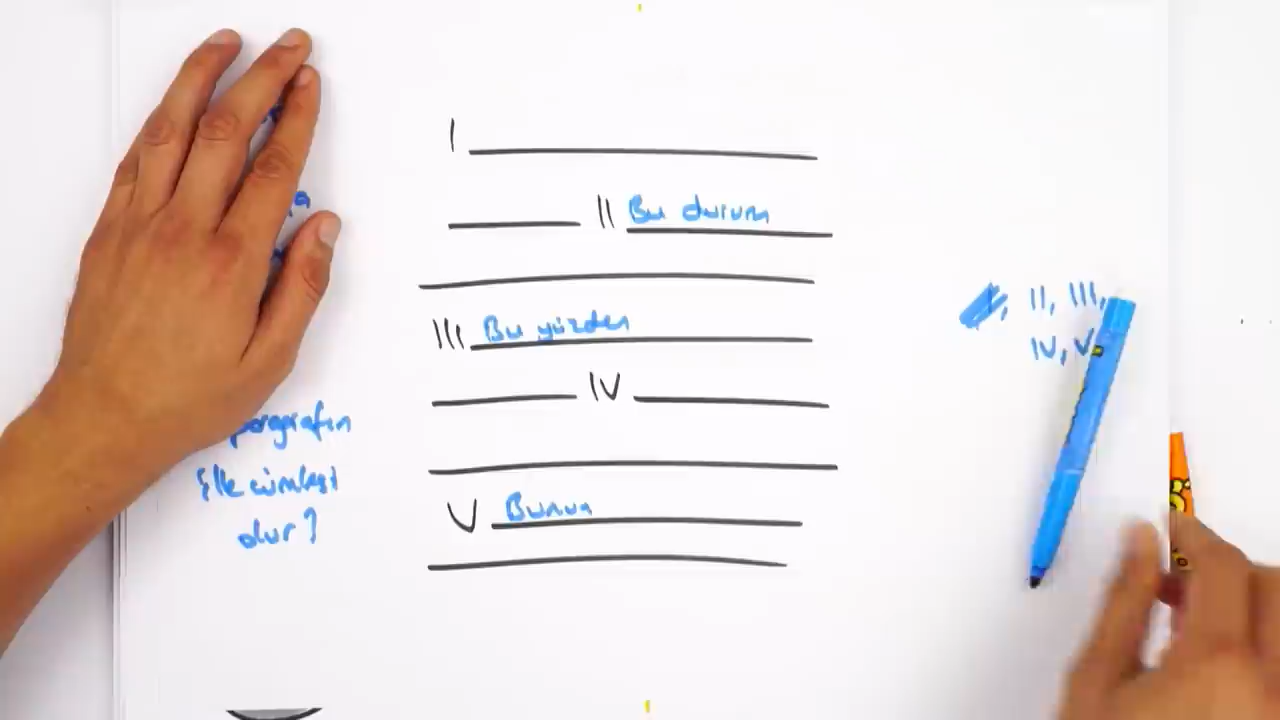 I
II Bu durum
III Bu yüzden
IV
V Bunun
paragrafın
ilk cümlesi
olur?
II, III,
IV, V